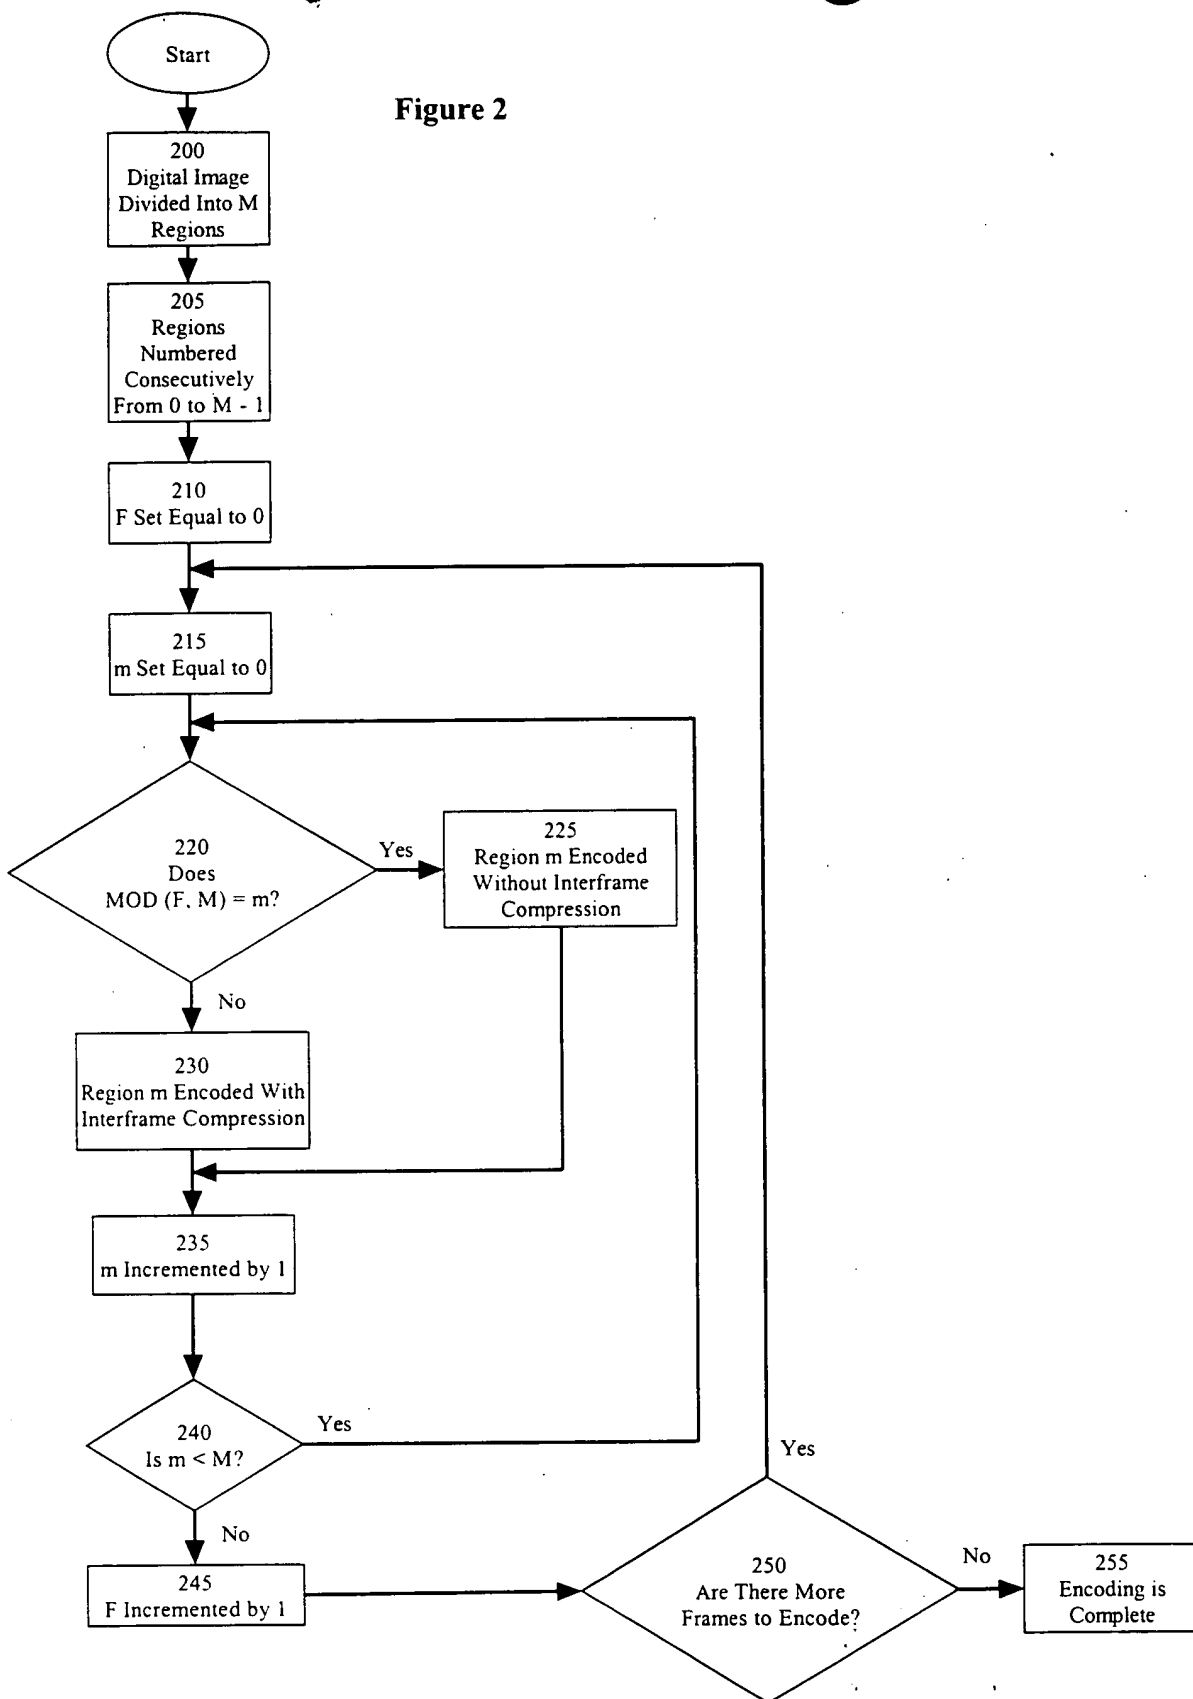 Start
Figure 2
200
Digital Image
Divided Into M
Regions
205
Regions
Numbered
Consecutively
From 0 to M - 1
210
F Set Equal to 0
215
m Set Equal to 0
220
Does
MOD (F, M) = m?
Yes
225
Region m Encoded
Without Interframe
Compression
No
230
Region m Encoded With
Interframe Compression
235
m Incremented by 1
240
Is m < M?
Yes
No
245
F Incremented by 1
Yes
250
Are There More
Frames to Encode?
No
255
Encoding is
Complete